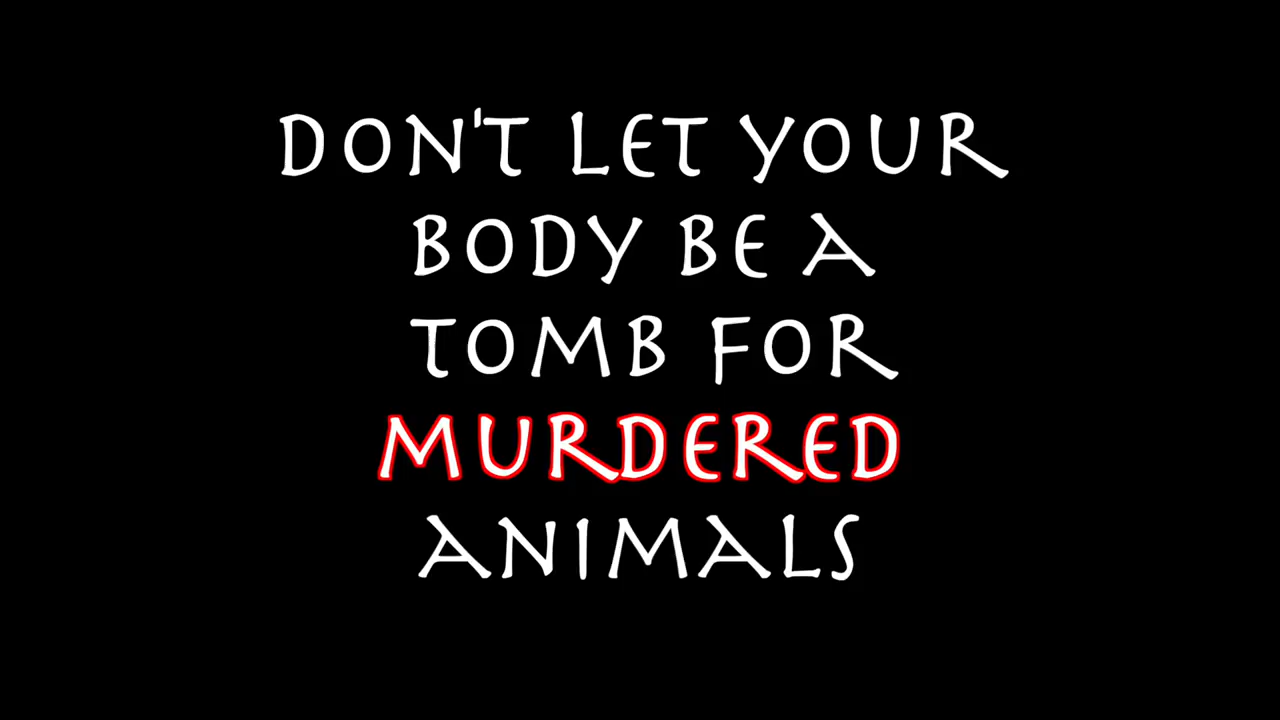 DON'T LET YOUR
BODY BE A
TOMB FOR
MURDERED
ANIMALS